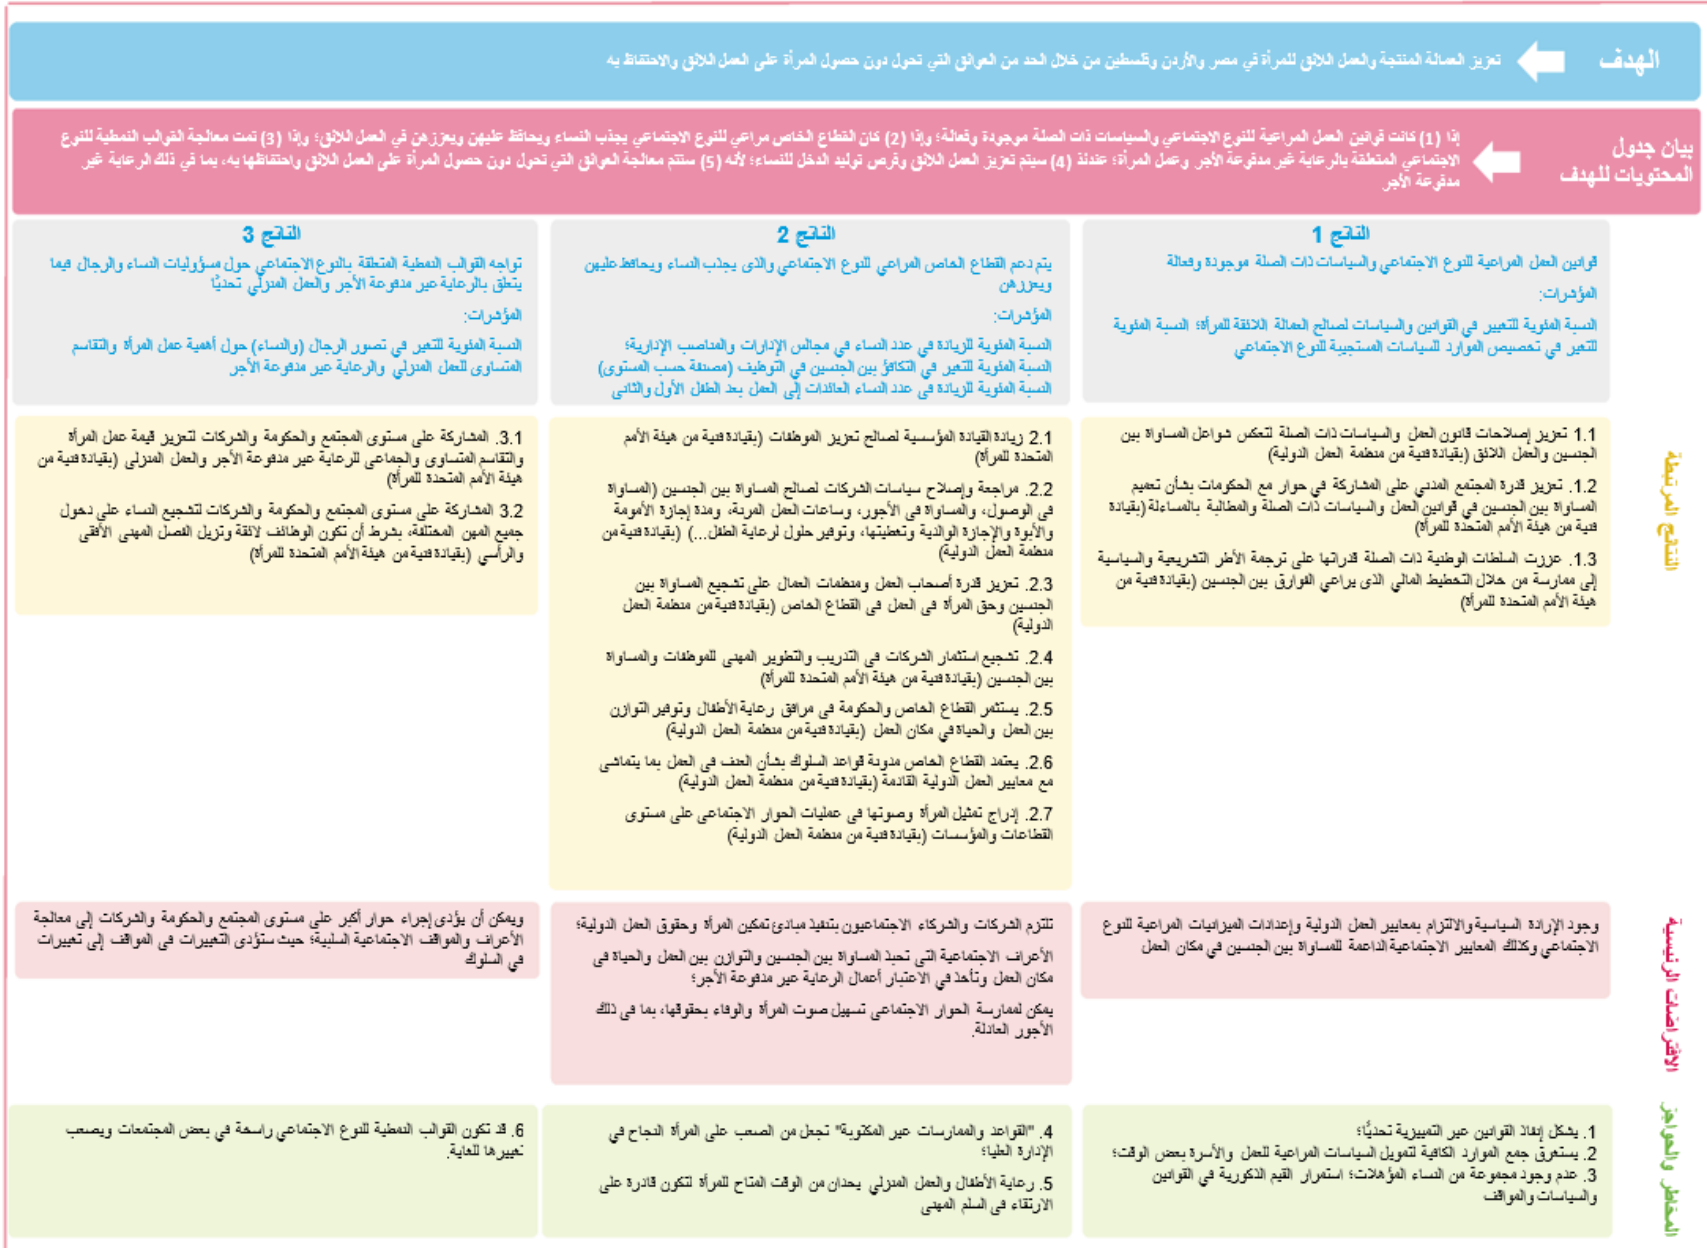 الهدف
تعزيز العمالة المنتجة والعمل اللائق للمرأة في مصر والأردن وفلسطين من خلال الحد من العوائق التي تحول دون حصول المرأة على العمل اللائق والاحتفاظ به
بيان جدول
المحتويات للهدف
إذا (1) كانت قوانين العمل المراعية للنوع الاجتماعي والسياسات ذات الصلة موجودة وفعالة؛ وإذا (2) كان القطاع الخاص مراعي للنوع الاجتماعي يجذب النساء ويحافظ عليهن ويعززهن في العمل اللائق؛ وإذا (3) تمت معالجة القوالب النمطية للنوع
الاجتماعي المتعلقة بالرعاية غير مدفوعة الأجر وعمل المرأة؛ عندئذ (4) سيتم تعزيز العمل اللائق وفرص توليد الدخل للنساء؛ لأنه (5) ستتم معالجة العوائق التي تحول دون حصول المرأة على العمل اللائق واحتفاظها به، بما في ذلك الرعاية غير
مدفوعة الأجر
الناتج 1
قوانين العمل المراعية للنوع الاجتماعي والسياسات ذات الصلة موجودة وفعالة
المؤشرات:
النسبة المئوية للتغيير في القوانين والسياسات لصالح العمالة اللائقة للمرأة؛ النسبة المئوية
للتغير في تخصيص الموارد للسياسات المستجيبة للنوع الاجتماعي
الناتج 2
يتم دعم القطاع الخاص المراعي للنوع الاجتماعي والذي يجذب النساء ويحافظ عليهن
ويعززهن
المؤشرات:
النسبة المئوية للزيادة في عدد النساء في مجالس الإدارات والمناصب الإدارية؛
النسبة المئوية للتغير في التكافؤ بين الجنسين في التوظيف (مصنفة حسب المستوى)
النسبة المئوية للزيادة في عدد النساء العائدات إلى العمل بعد الطفل الأول والثاني
الناتج 3
تواجه القوالب النمطية المتعلقة بالنوع الاجتماعي حول مسؤوليات النساء والرجال فيما
يتعلق بالرعاية غير مدفوعة الأجر والعمل المنزلي تحديًا
المؤشرات:
النسبة المئوية للتغير في تصور الرجال (والنساء) حول أهمية عمل المرأة والتقاسم
المتساوى للعمل المنزلي والرعاية غير مدفوعة الأجر
النتائج المرتبطة
1.1 تعزيز إصلاحات قانون العمل والسياسات ذات الصلة لتعكس شواغل المساواة بين
الجنسين والعمل اللائق (بقيادة فنية من منظمة العمل الدولية)
1.2. تعزيز قدرة المجتمع المدني على المشاركة في حوار مع الحكومات بشأن تعميم
المساواة بين الجنسين في قوانين العمل والسياسات ذات الصلة والمطالبة بالمساءلة (بقيادة
فنية من هيئة الأمم المتحدة للمرأة)
1.3. عززت السلطات الوطنية ذات الصلة قدراتها على ترجمة الأطر التشريعية والسياسية
إلى ممارسة من خلال التخطيط المالي الذي يراعي الفوارق بين الجنسين (بقيادة فنية من
هيئة الأمم المتحدة للمرأة)
2.1 زيادة القيادة المؤسسية لصالح تعزيز الموظفات (بقيادة فنية من هيئة الأمم
المتحدة للمرأة)
2.2. مراجعة وإصلاح سياسات الشركات لصالح المساواة بين الجنسين (المساواة
في الوصول، والمساواة في الأجور، وساعات العمل المرنة، ومدة إجازة الأمومة
والأبوة والإجازة الوالدية وتغطيتها، وتوفير حلول لرعاية الطفل...) (بقيادة فنية من
منظمة العمل الدولية)
2.3. تعزيز قدرة أصحاب العمل ومنظمات العمال على تشجيع المساواة بين
الجنسين وحق المرأة في العمل في القطاع الخاص (بقيادة فنية من منظمة العمل
الدولية)
2.4. تشجيع استثمار الشركات في التدريب والتطوير المهني للموظفات والمساواة
بين الجنسين (بقيادة فنية من هيئة الأمم المتحدة للمرأة)
2.5. يستثمر القطاع الخاص والحكومة في مرافق رعاية الأطفال وتوفير التوازن
بين العمل والحياة في مكان العمل (بقيادة فنية من منظمة العمل الدولية)
2.6. يعتمد القطاع الخاص مدونة قواعد السلوك بشأن العنف في العمل بما يتماشى
مع معايير العمل الدولية القادمة (بقيادة فنية من منظمة العمل الدولية)
2.7. إدراج تمثيل المرأة وصوتها في عمليات الحوار الاجتماعي على مستوى
القطاعات والمؤسسات (بقيادة فنية من منظمة العمل الدولية)
3.1. المشاركة على مستوى المجتمع والحكومة والشركات لتعزيز قيمة عمل المرأة
والتقاسم المتساوى والجماعي للرعاية غير مدفوعة الأجر والعمل المنزلي (بقيادة فنية من
هيئة الأمم المتحدة للمرأة)
3.2 المشاركة على مستوى المجتمع والحكومة والشركات لتشجيع النساء على دخول
جميع المهن المختلفة، بشرط أن تكون الوظائف لائقة وتزيل الفصل المهني الأفقي
والرأسي (بقيادة فنية من هيئة الأمم المتحدة للمرأة)
الافتراضات الرئيسية
وجود الإرادة السياسية والالتزام بمعايير العمل الدولية وإعدادات الميزانيات المراعية للنوع
الاجتماعي وكذلك المعايير الاجتماعية الداعمة للمساواة بين الجنسين في مكان العمل
تلتزم الشركات والشركاء الاجتماعيون بتنفيذ مبادئ تمكين المرأة وحقوق العمل الدولية؛
الأعراف الاجتماعية التي تحبذ المساواة بين الجنسين والتوازن بين العمل والحياة في
مكان العمل وتأخذ في الاعتبار أعمال الرعاية غير مدفوعة الأجر؛
يمكن لممارسة الحوار الاجتماعي تسهيل صوت المرأة والوفاء بحقوقها، بما في ذلك
الأجور العادلة.
ويمكن أن يؤدي إجراء حوار أكبر على مستوى المجتمع والحكومة والشركات إلى معالجة
الأعراف والمواقف الاجتماعية السلبية؛ حيث ستؤدى التغييرات في المواقف إلى تغييرات
في السلوك
المخاطر والحواجز
1. يشكل إنفاذ القوانين غير التمييزية تحديًا؛
2. يستغرق جمع الموارد الكافية لتمويل السياسات المراعية للعمل والأسرة بعض الوقت؛
3. عدم وجود مجموعة من النساء المؤهلات؛ استمرار القيم الذكورية في القوانين
والسياسات والمواقف
4. "القواعد والممارسات غير المكتوبة" تجعل من الصعب على المرأة النجاح في
الإدارة العليا؛
5. رعاية الأطفال والعمل المنزلي يحدان من الوقت المتاح للمرأة لتكون قادرة على
الارتقاء في السلم المهني
6. قد تكون القوالب النمطية للنوع الاجتماعي راسخة في بعض المجتمعات ويصعب
تغييرها للغاية.